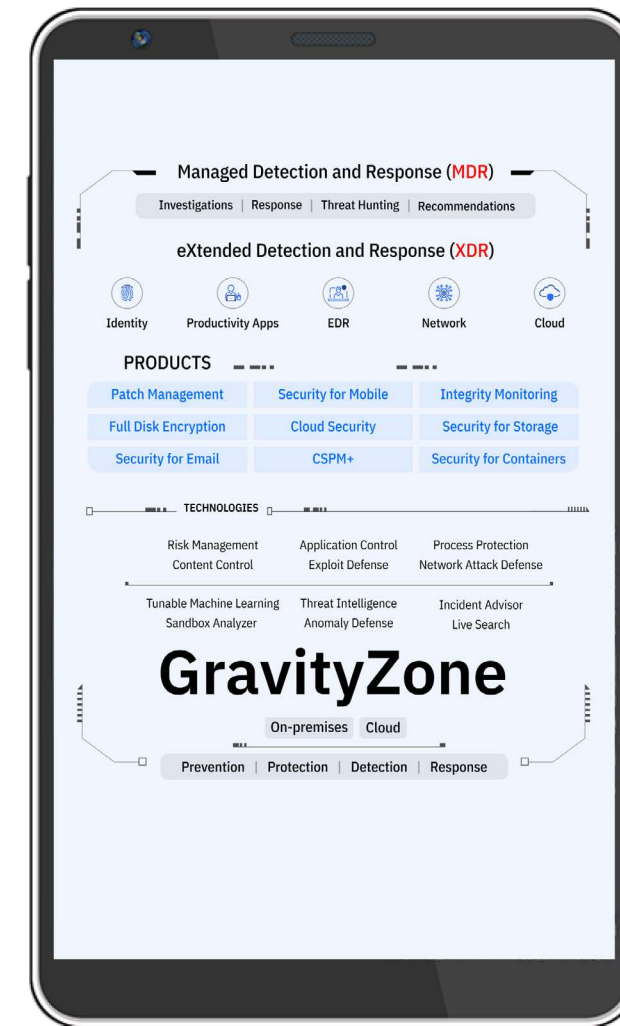 Managed Detection and Response (MDR)
Investigations | Response | Threat Hunting | Recommendations
eXtended Detection and Response (XDR)
Identity Productivity Apps EDR Network Cloud
PRODUCTS
Patch Management Security for Mobile Integrity Monitoring
Full Disk Encryption Cloud Security Security for Storage
Security for Email CSPM+ Security for Containers
TECHNOLOGIES
Risk Management Application Control Process Protection
Content Control Exploit Defense Network Attack Defense
Tunable Machine Learning Threat Intelligence Incident Advisor
Sandbox Analyzer Anomaly Defense Live Search
GravityZone
On-premises Cloud
Prevention | Protection | Detection | Response